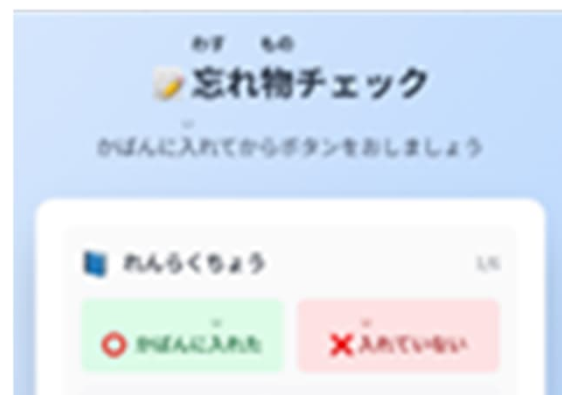 わす もの
忘れ物チェック
かばんに入れてからボタンをおしましょう
れんらくちょう
かばんに入れた
入れていない